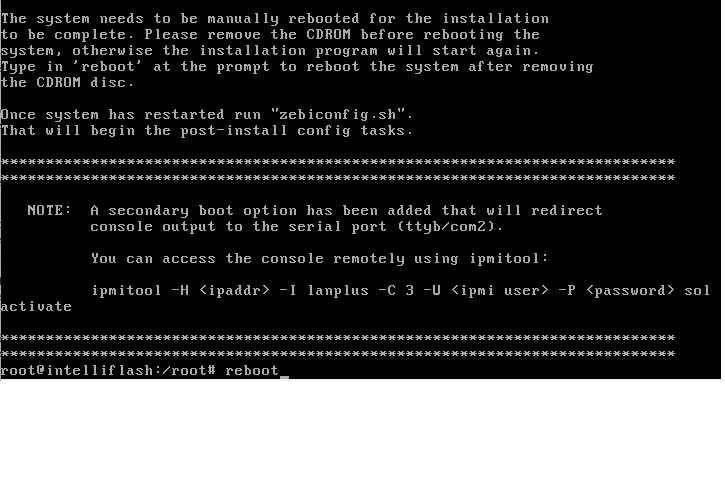 The system needs to be manually rebooted for the installation
to be complete. Please remove the CDROM before rebooting the
system, otherwise the installation program will start again.
Type in 'reboot' at the prompt to reboot the system after removing
the CDROM disc.
Once system has restarted run "zebiconfig.sh".
That will begin the post-install config tasks.
***************************************************************************
***************************************************************************
NOTE: A secondary boot option has been added that will redirect
console output to the serial port (ttyb/com2).
You can access the console remotely using ipmitool:
ipmitool -H <ipaddr> -I lanplus -C 3 -U <ipmi user> -P <password> sol
activate
***************************************************************************
***************************************************************************
root@intelliflash:/root# reboot_